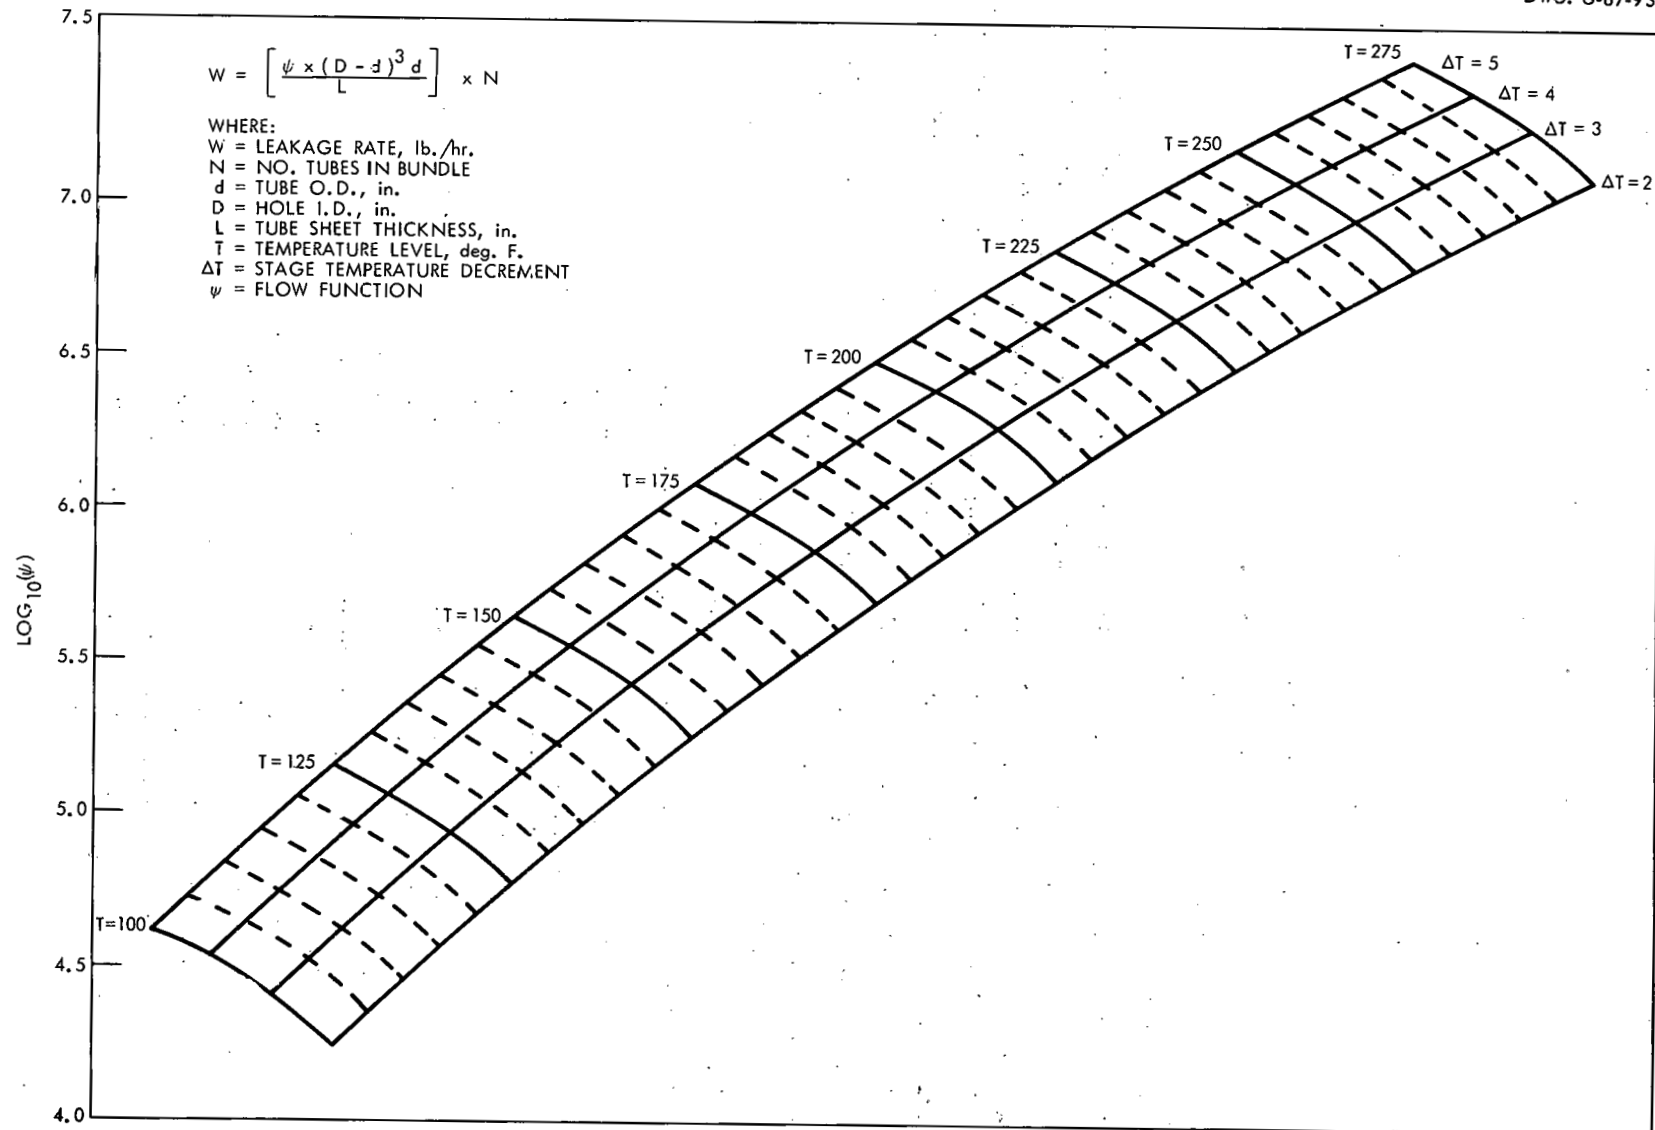 7.5
W = [ ψ × ( D - d )³ d / L ] × N
WHERE:
W = LEAKAGE RATE, lb./hr.
N = NO. TUBES IN BUNDLE
d = TUBE O.D., in.
D = HOLE I.D., in.
L = TUBE SHEET THICKNESS, in.
T = TEMPERATURE LEVEL, deg. F.
ΔT = STAGE TEMPERATURE DECREMENT
ψ = FLOW FUNCTION
T = 275
ΔT = 5
ΔT = 4
ΔT = 3
ΔT = 2
T = 250
T = 225
T = 200
T = 175
T = 150
T = 125
T=100
7.0
6.5
6.0
5.5
5.0
4.5
4.0
LOG10(ψ)